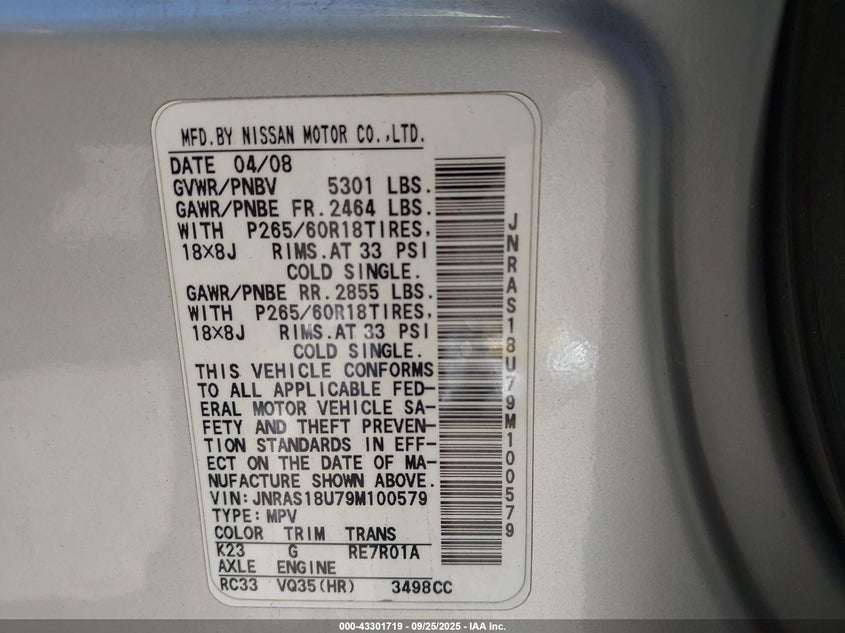 MFD.BY NISSAN MOTOR CO.,LTD.
DATE 04/08
GVWR/PNBV 5301 LBS.
GAWR/PNBE FR.2464 LBS.
WITH P265/60R18TIRES,
18×8J RIMS.AT 33 PSI
COLD SINGLE.
GAWR/PNBE RR.2855 LBS.
WITH P265/60R18TIRES,
18×8J RIMS.AT 33 PSI
COLD SINGLE.
THIS VEHICLE CONFORMS
TO ALL APPLICABLE FED-
ERAL MOTOR VEHICLE SA-
FETY AND THEFT PREVEN-
TION STANDARDS IN EFF-
ECT ON THE DATE OF MA-
NUFACTURE SHOWN ABOVE.
VIN:JNRAS18U79M100579
TYPE:MPV
COLOR TRIM TRANS
K23 G RE7R01A
AXLE ENGINE
RC33 VQ35(HR) 3498CC
JNRAS18U79M100579
000-43301719 - 09/25/2025 - IAA Inc.